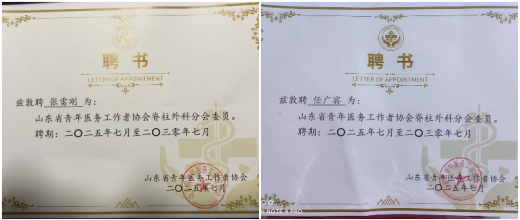 聘书
LETTER OF APPOINTMENT
兹敦聘 张雷刚 为：
山东省青年医务工作者协会脊柱外科分会委员。
聘期：二〇二五年七月至二〇三零年七月
山东省青年医务工作者协会
二〇二五年七月
聘书
LETTER OF APPOINTMENT
兹敦聘 任广宾 为：
山东省青年医务工作者协会脊柱外科分会委员。
聘期：二〇二五年七月至二〇三零年七月
山东省青年医务工作者协会
二〇二五年七月